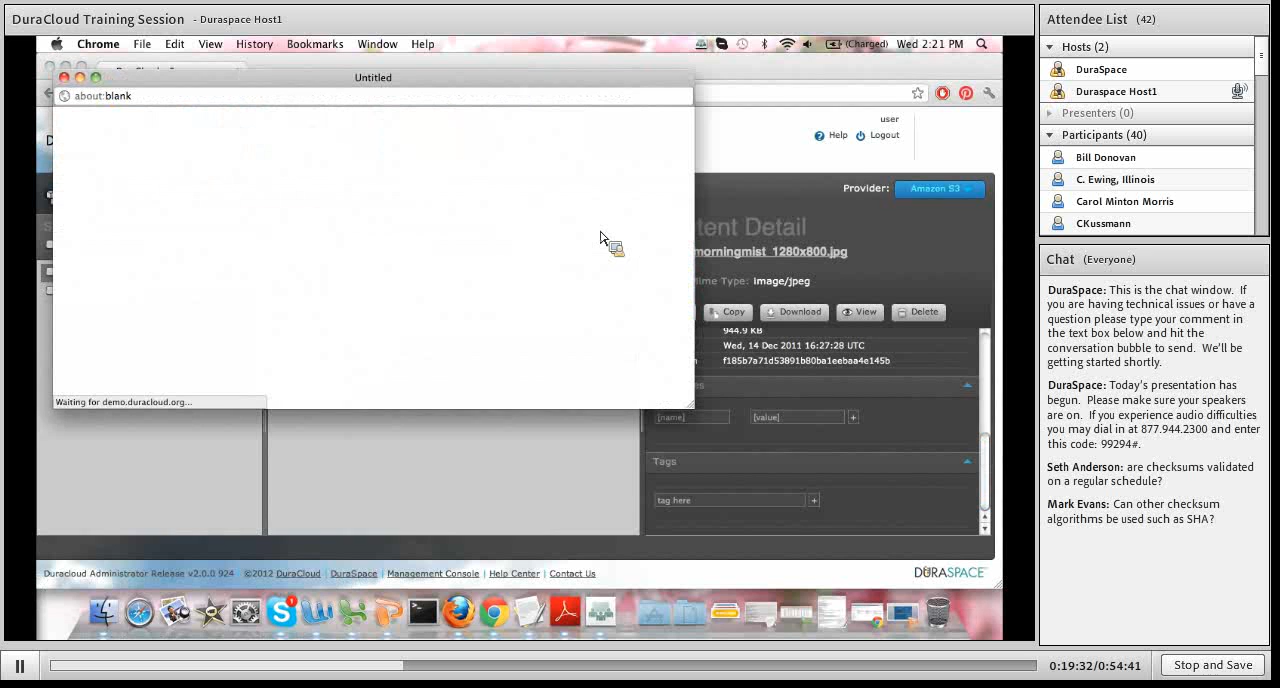 DuraCloud Training Session - Duraspace Host1
Chrome File Edit View History Bookmarks Window Help
(Charged) Wed 2:21 PM
Untitled
about:blank
user
Help Logout
Provider: Amazon S3
tent Detail
morningmist_1280x800.jpg
ime Type: image/jpeg
Copy Download View Delete
944.9 KB
Wed, 14 Dec 2011 16:27:28 UTC
f185b7a71d53891b80ba1eebaa4e145b
Waiting for demo.duracloud.org...
[name] [value] +
Tags
tag here +
Duracloud Administrator Release v2.0.0 924 ©2012 DuraCloud | DuraSpace | Management Console | Help Center | Contact Us
DURASPACE
0:19:32/0:54:41
Stop and Save
Attendee List (42)
Hosts (2)
DuraSpace
Duraspace Host1
Presenters (0)
Participants (40)
Bill Donovan
C. Ewing, Illinois
Carol Minton Morris
CKussmann
Chat (Everyone)
DuraSpace: This is the chat window. If
you are having technical issues or have a
question please type your comment in
the text box below and hit the
conversation bubble to send. We'll be
getting started shortly.
DuraSpace: Today's presentation has
begun. Please make sure your speakers
are on. If you experience audio difficulties
you may dial in at 877.944.2300 and enter
this code: 99294#.
Seth Anderson: are checksums validated
on a regular schedule?
Mark Evans: Can other checksum
algorithms be used such as SHA?